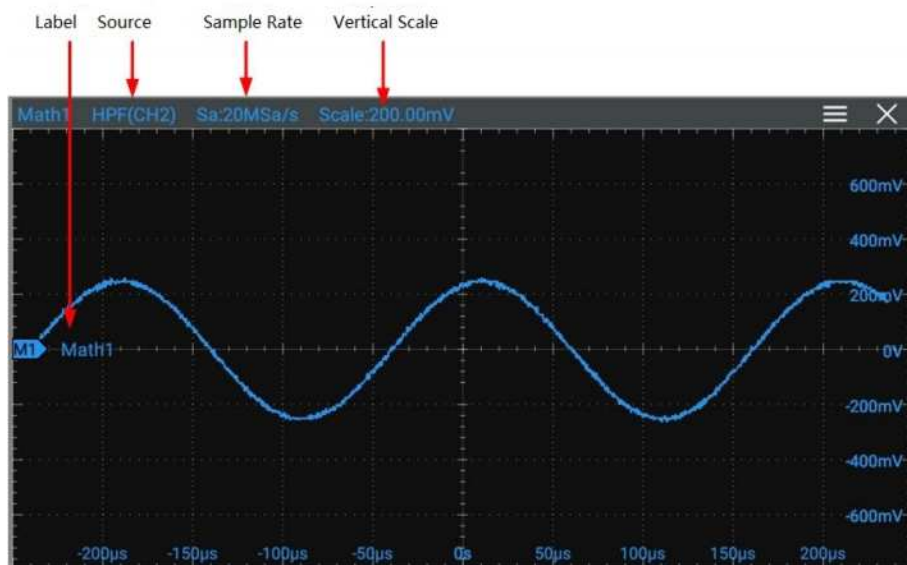 Label Source Sample Rate Vertical Scale
Math1 HPF(CH2) Sa:20MSa/s Scale:200.00mV
600mV
400mV
200mV
M1 Math1 0V
-200mV
-400mV
-600mV
-200μs -150μs -100μs -50μs 0s 50μs 100μs 150μs 200μs